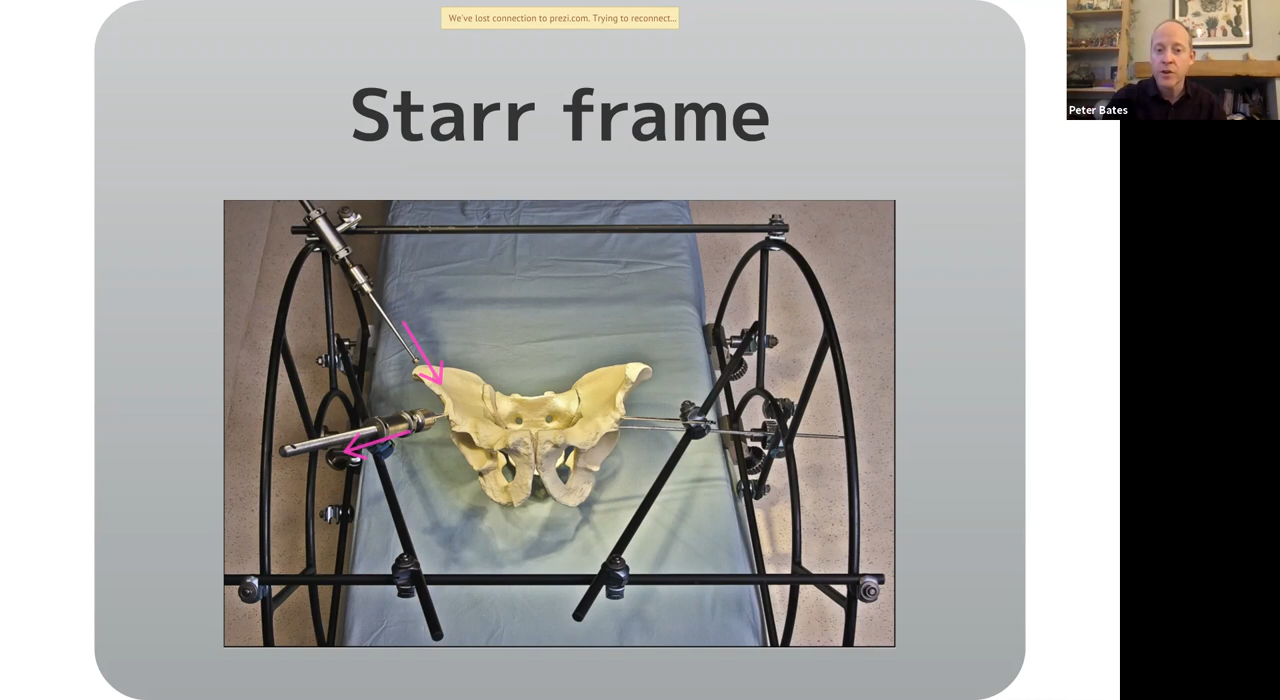 We've lost connection to prezi.com. Trying to reconnect...
Starr frame
Peter Bates